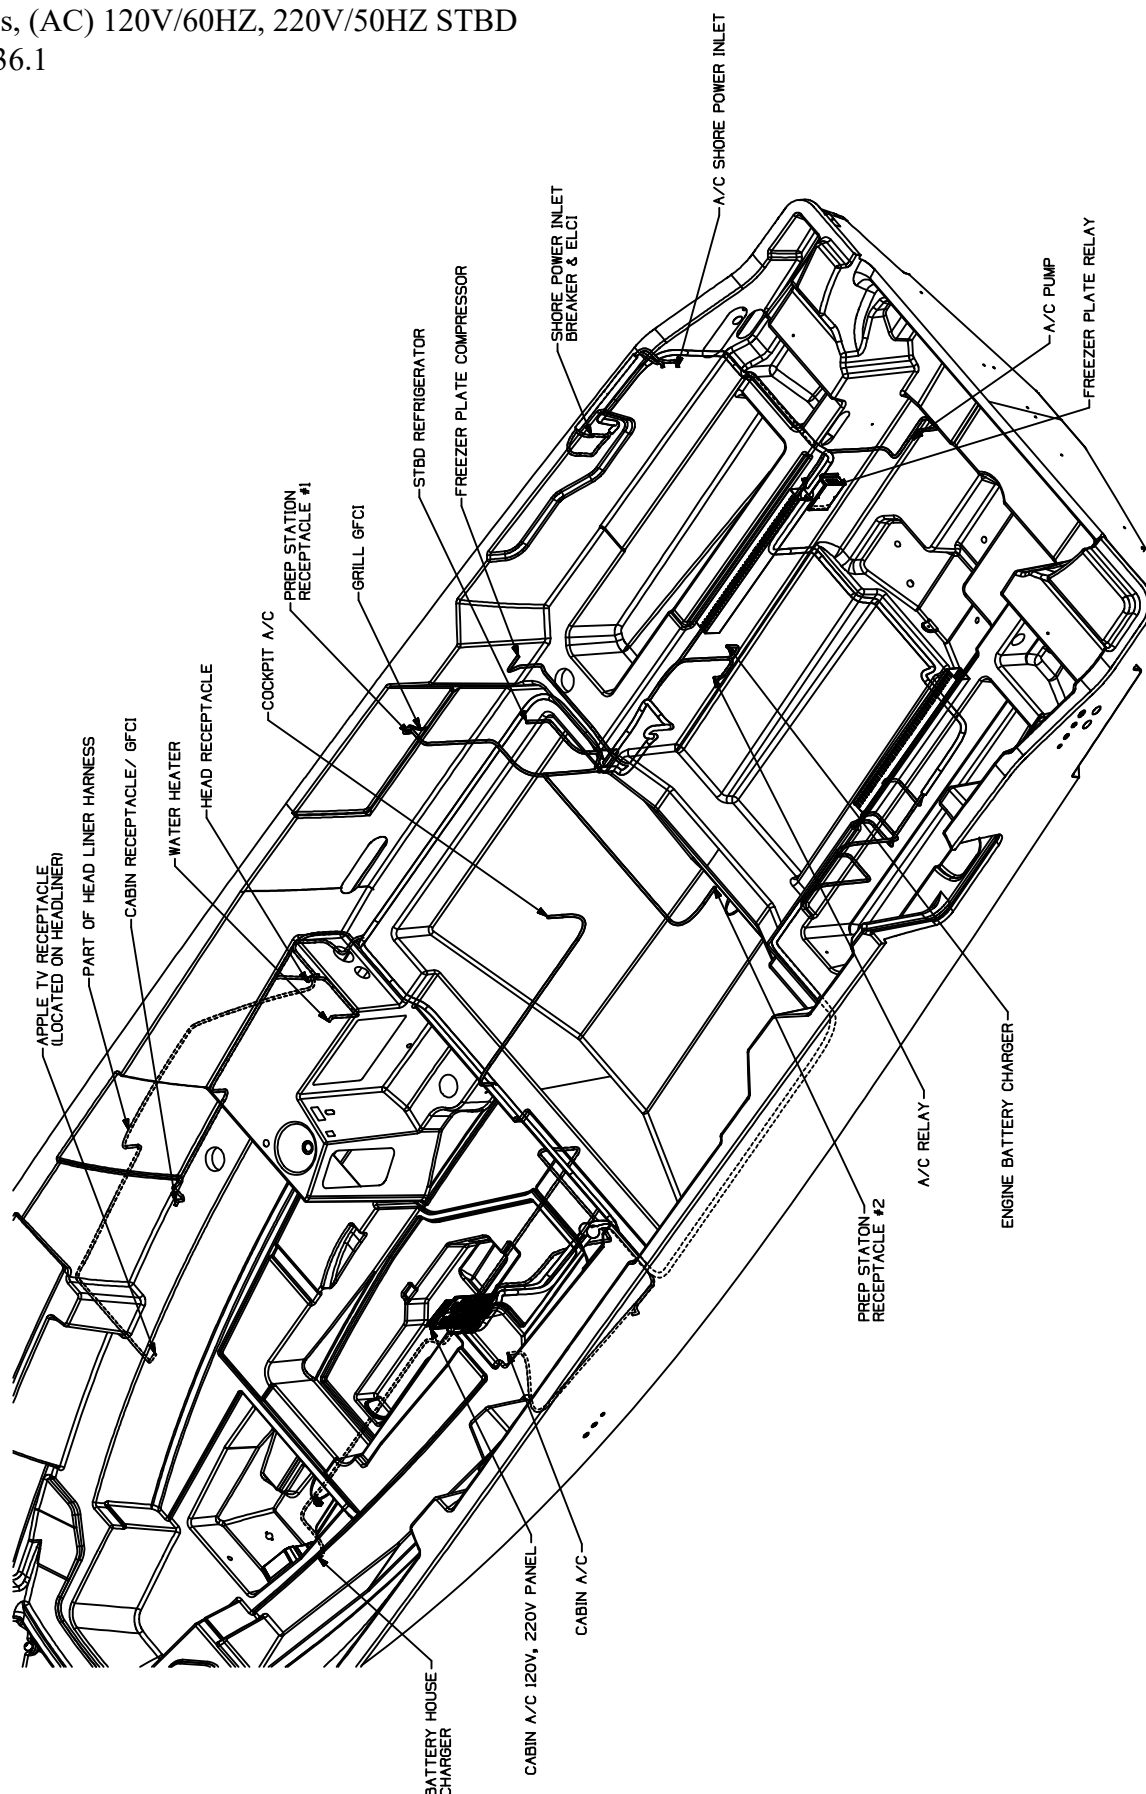 s, (AC) 120V/60HZ, 220V/50HZ STBD
36.1
A/C SHORE POWER INLET
SHORE POWER INLET
BREAKER & ELCI
FREEZER PLATE COMPRESSOR
STBD REFRIGERATOR
GRILL GFCI
PREP STATION
RECEPTACLE #1
COCKPIT A/C
HEAD RECEPTACLE
WATER HEATER
CABIN RECEPTACLE/ GFCI
PART OF HEAD LINER HARNESS
APPLE TV RECEPTACLE
(LOCATED ON HEADLINER)
A/C PUMP
FREEZER PLATE RELAY
ENGINE BATTERY CHARGER
A/C RELAY
PREP STATON
RECEPTACLE #2
CABIN A/C
CABIN A/C 120V, 220V PANEL
BATTERY HOUSE
CHARGER